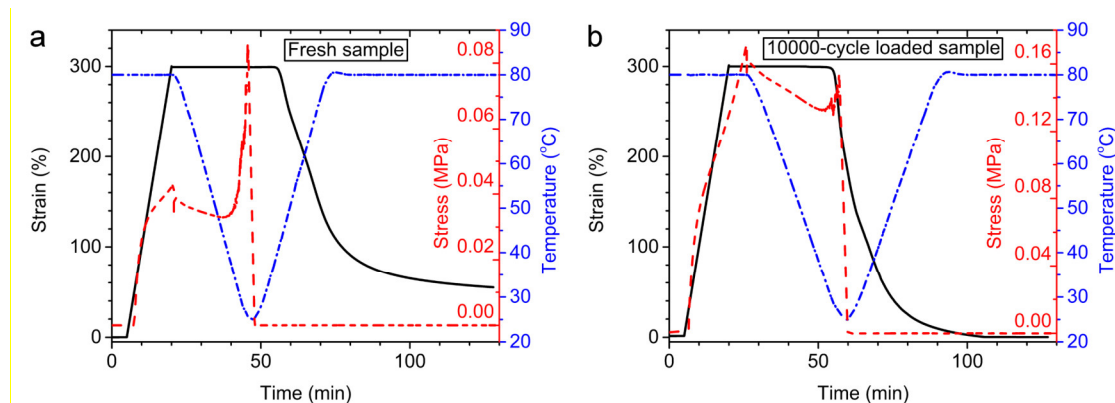 a
Fresh sample
Strain (%)
300
200
100
0
0 50 100
Time (min)
0.08
0.06
0.04
0.02
0.00
Stress (MPa)
90
80
70
60
50
40
30
20
Temperature (°C)
b
10000-cycle loaded sample
Strain (%)
300
200
100
0
0 50 100
Time (min)
0.16
0.12
0.08
0.04
0.00
Stress (MPa)
90
80
70
60
50
40
30
20
Temperature (°C)